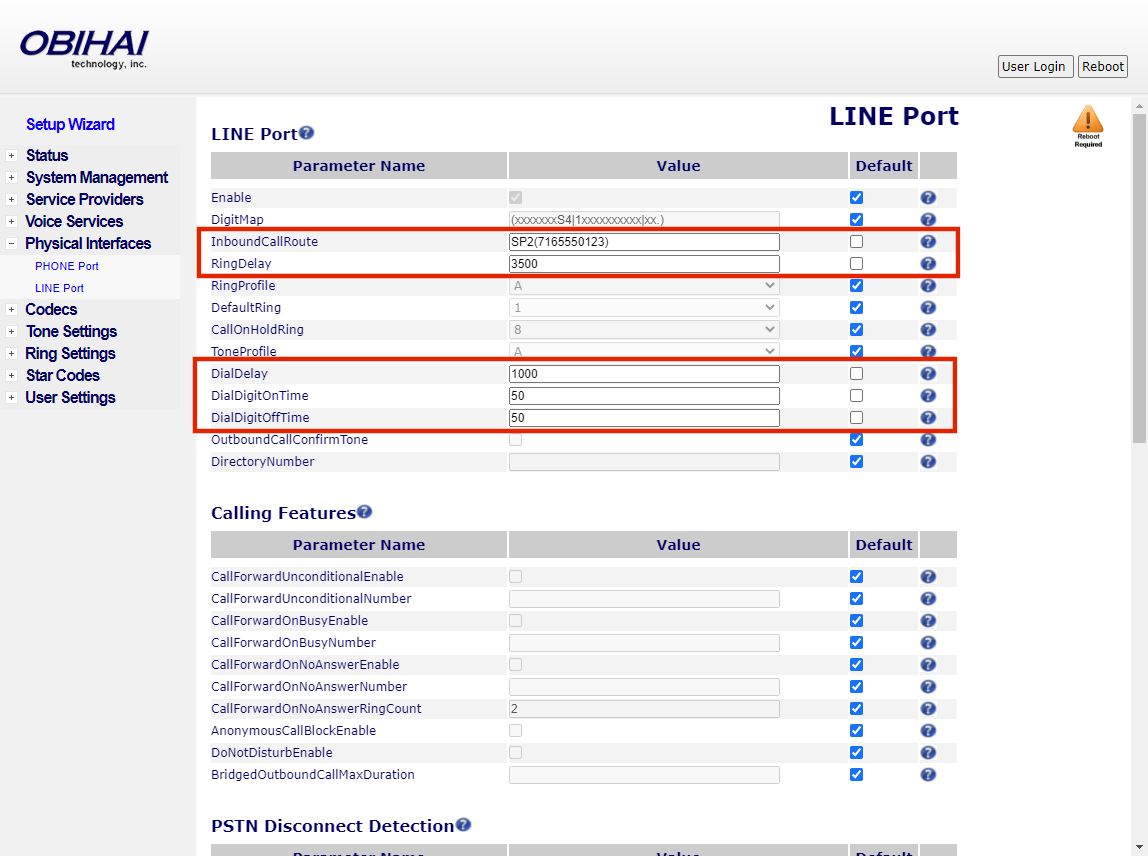 OBIHAI
technology, inc.
User Login Reboot
Setup Wizard
+ Status
+ System Management
+ Service Providers
+ Voice Services
− Physical Interfaces
PHONE Port
LINE Port
+ Codecs
+ Tone Settings
+ Ring Settings
+ Star Codes
+ User Settings
LINE Port
Reboot
Required
LINE Port?
Parameter Name Value Default
Enable ?
DigitMap (xxxxxxxS4|1xxxxxxxxxx|xx.) ?
InboundCallRoute SP2(7165550123) ?
RingDelay 3500 ?
RingProfile A ?
DefaultRing 1 ?
CallOnHoldRing 8 ?
ToneProfile A ?
DialDelay 1000 ?
DialDigitOnTime 50 ?
DialDigitOffTime 50 ?
OutboundCallConfirmTone ?
DirectoryNumber ?
Calling Features?
Parameter Name Value Default
CallForwardUnconditionalEnable ?
CallForwardUnconditionalNumber ?
CallForwardOnBusyEnable ?
CallForwardOnBusyNumber ?
CallForwardOnNoAnswerEnable ?
CallForwardOnNoAnswerNumber ?
CallForwardOnNoAnswerRingCount 2 ?
AnonymousCallBlockEnable ?
DoNotDisturbEnable ?
BridgedOutboundCallMaxDuration ?
PSTN Disconnect Detection?
Parameter Name Value Default